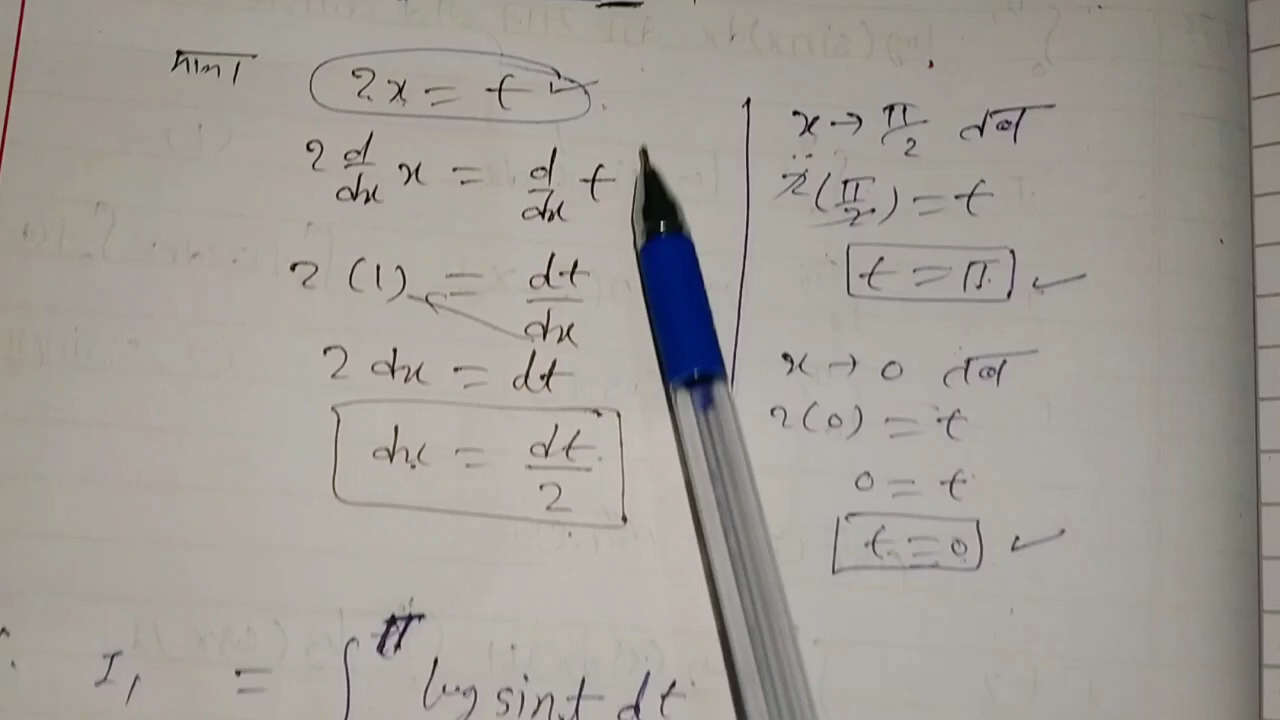 माना 2x = t
2 d/dx x = d/dx t
2 (1) = dt/dx
2 dx = dt
dx = dt/2
x → π/2 तब
2(π/2) = t
t = π
x → 0 तब
2(0) = t
0 = t
t = 0
I₁ = ∫ π log sin t dt